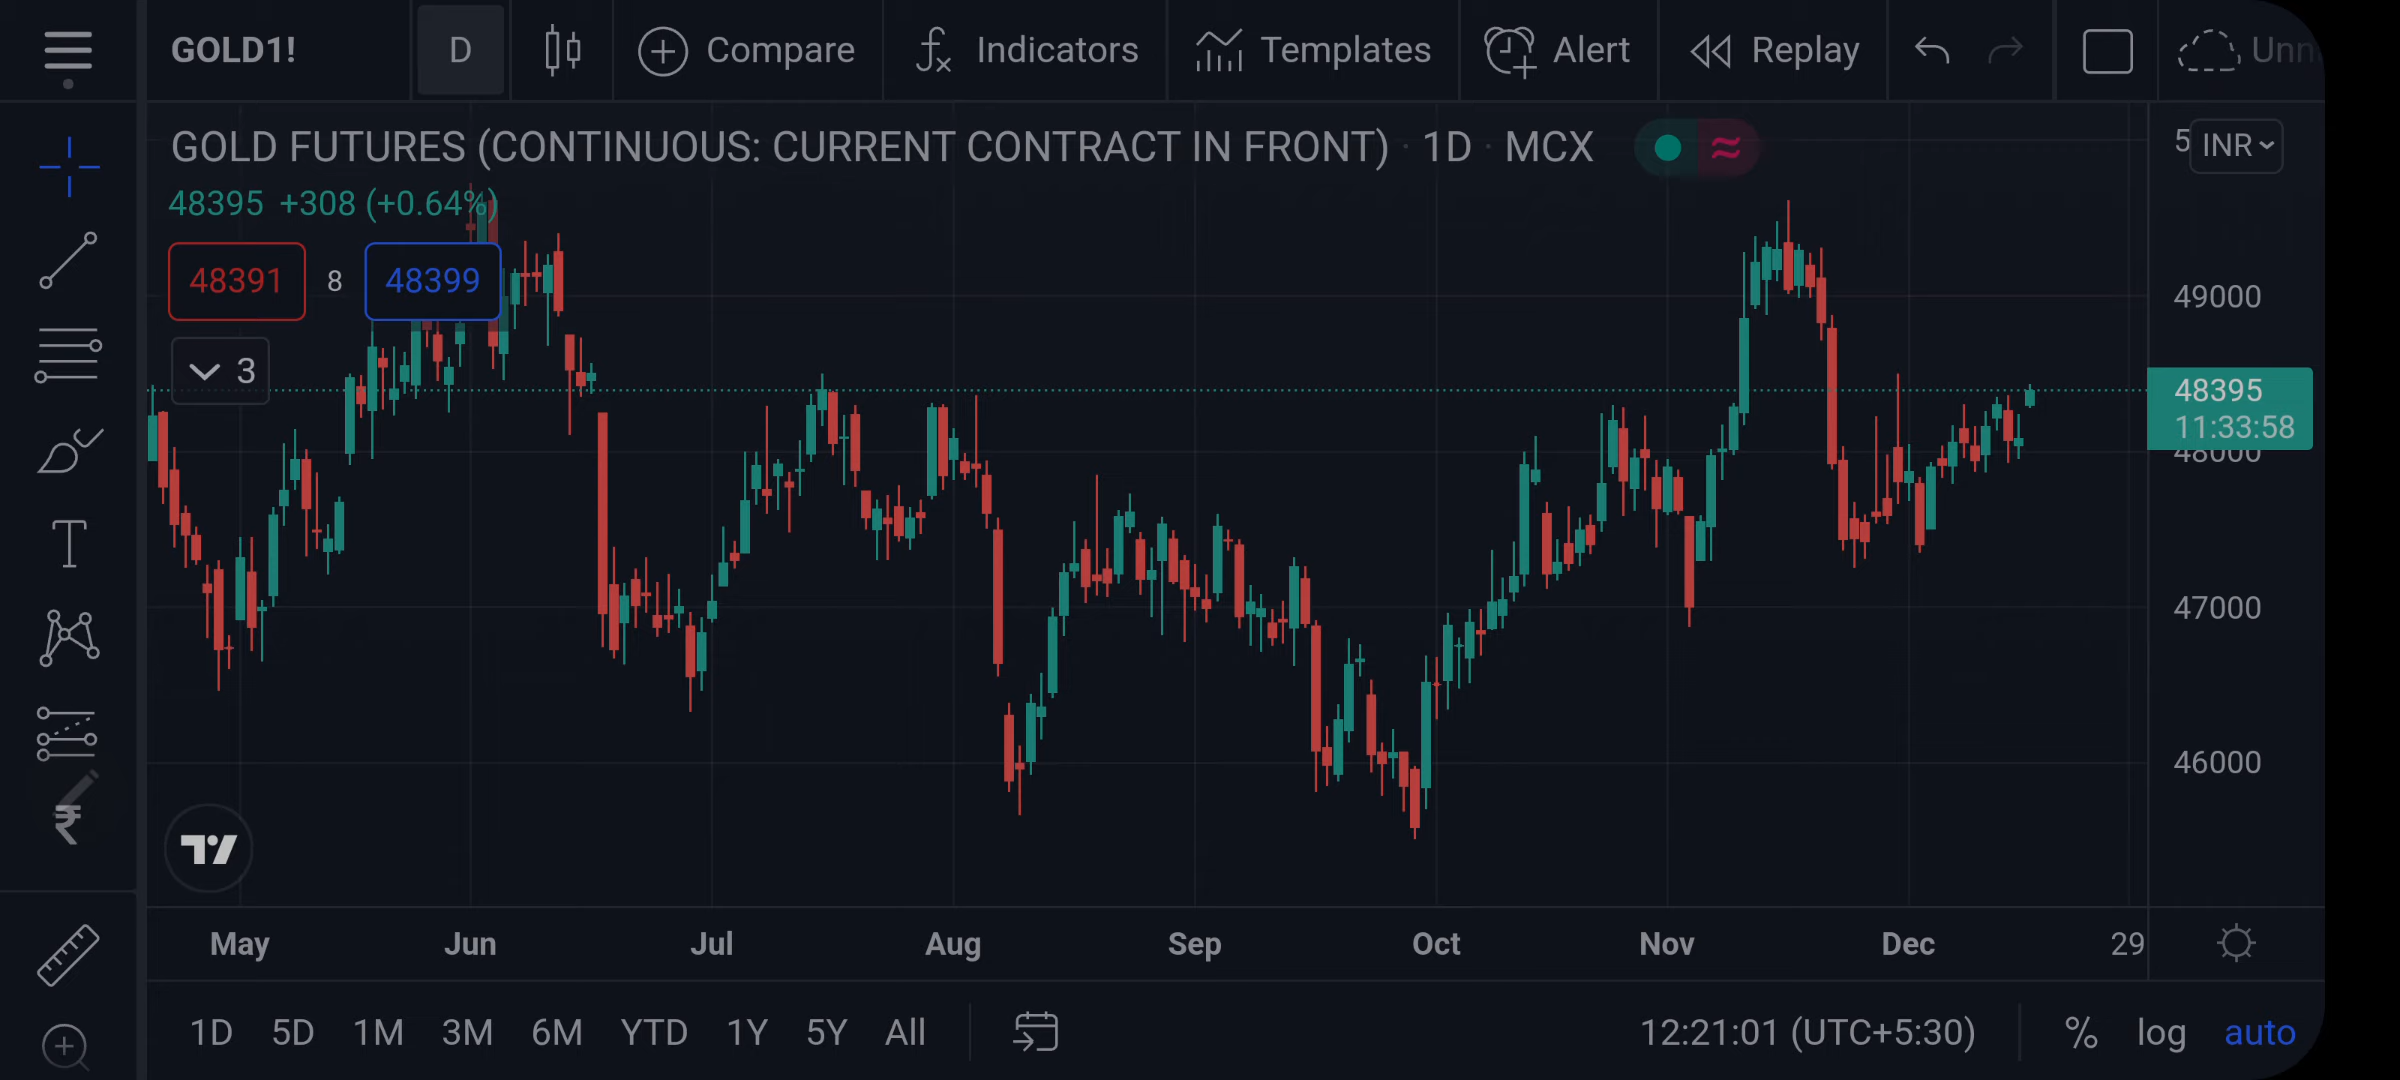 GOLD1! D Compare Indicators Templates Alert Replay
GOLD FUTURES (CONTINUOUS: CURRENT CONTRACT IN FRONT) · 1D · MCX
INR
48395 +308 (+0.64%)
48391 8 48399
3
49000
48395
11:33:58
48000
47000
46000
May Jun Jul Aug Sep Oct Nov Dec 29
1D 5D 1M 3M 6M YTD 1Y 5Y All
12:21:01 (UTC+5:30) % log auto